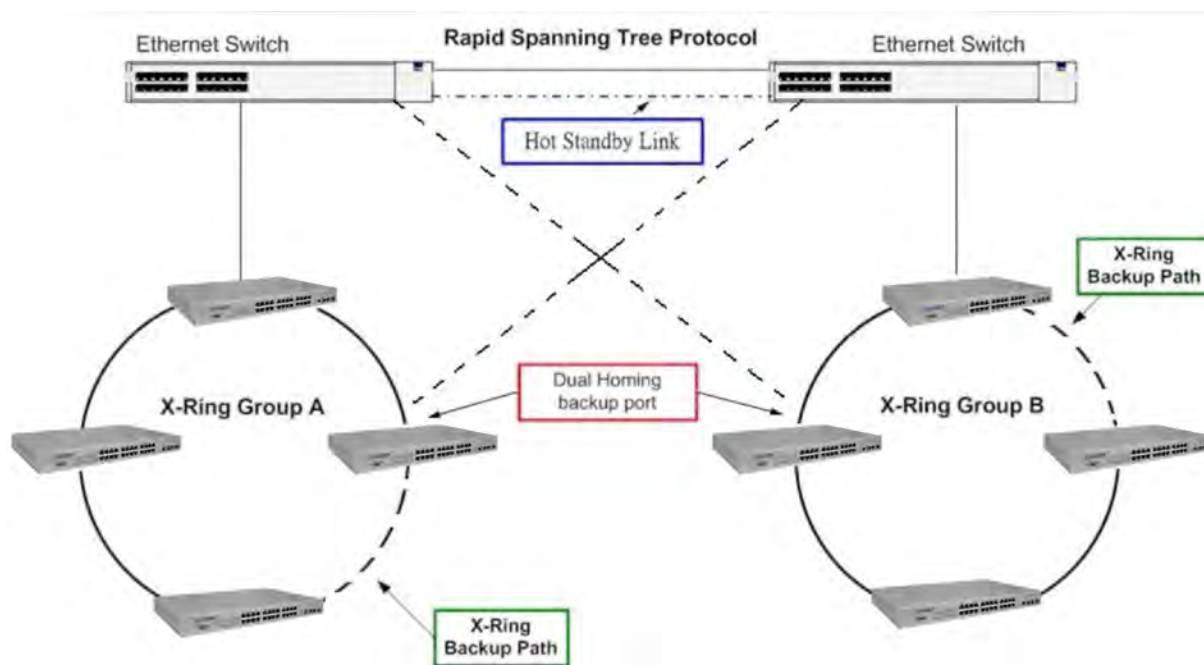 Ethernet Switch
Rapid Spanning Tree Protocol
Ethernet Switch
Hot Standby Link
X-Ring
Backup Path
Dual Homing
backup port
X-Ring Group A
X-Ring Group B
X-Ring
Backup Path